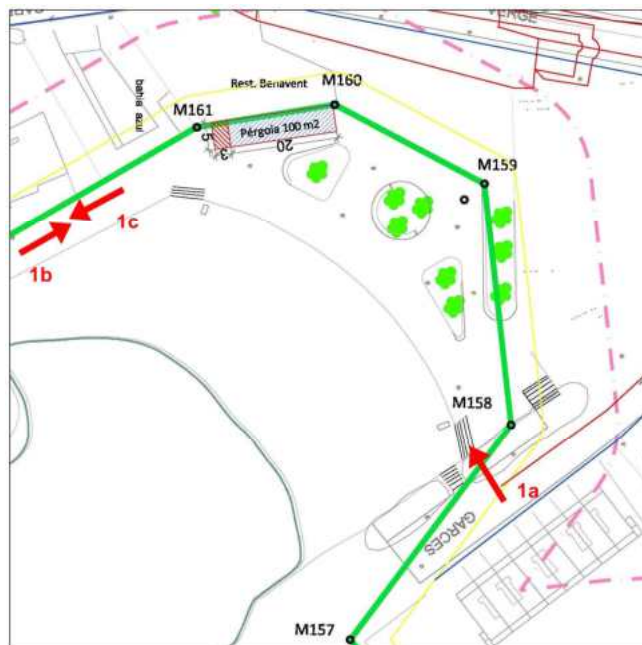 VERGE
Rest. Benavent
M160
M161
bahia azul
Pérgola 100 m2
5
3
20
M159
1c
1b
M158
1a
GARCES
M157